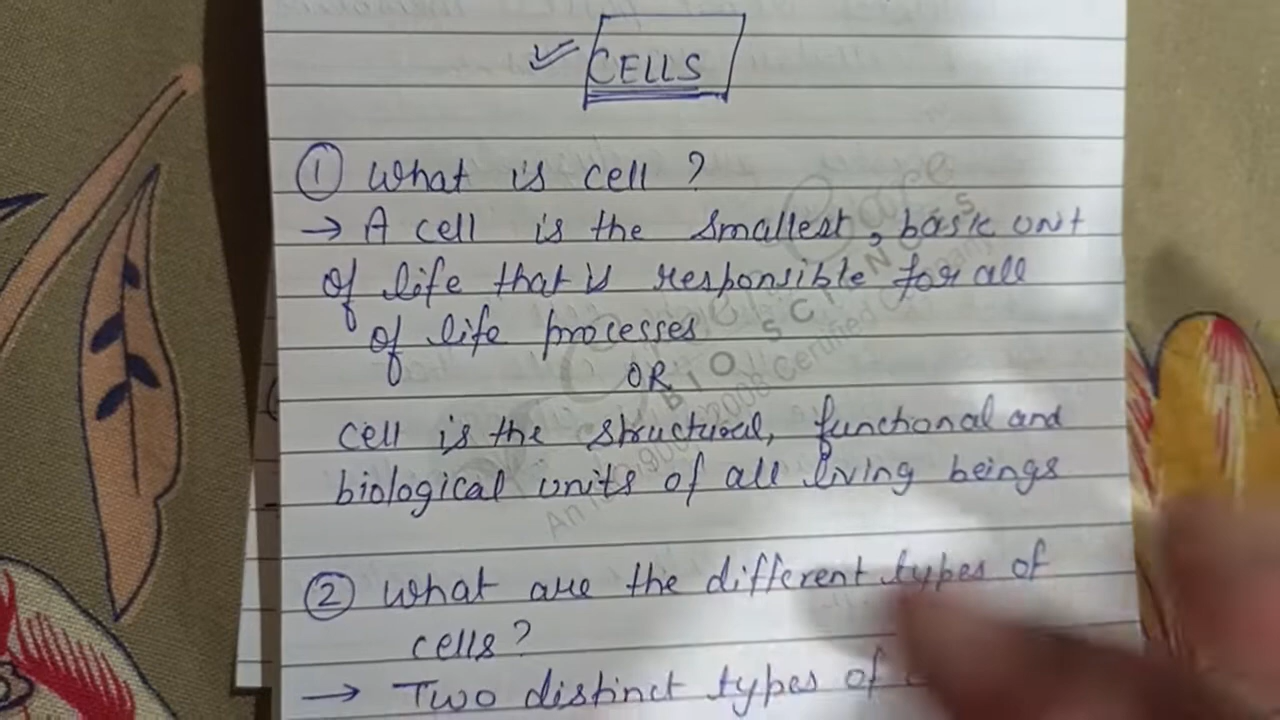 CELLS
① What is cell ?
→ A cell is the smallest, basic unit
of life that is responsible for all
of life processes
OR
cell is the structural, functional and
biological units of all living beings
② What are the different types of
cells?
→ Two distinct types of